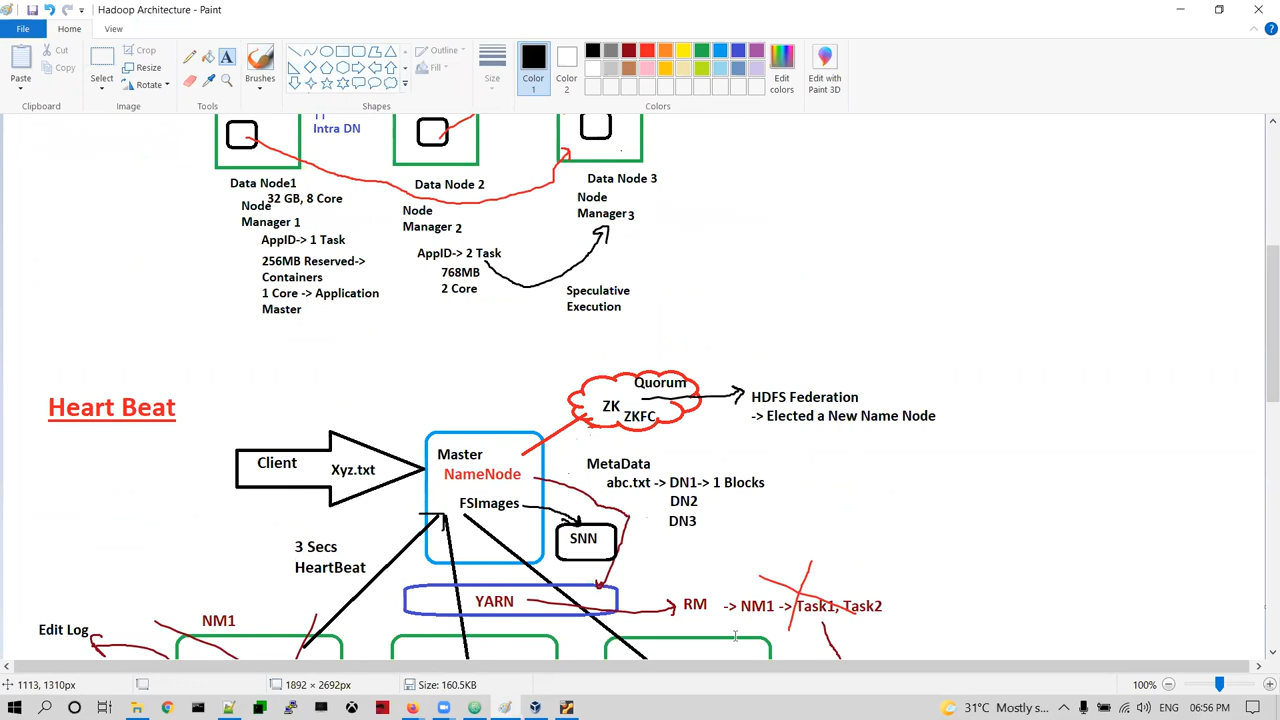 Hadoop Architecture - Paint
File
Home
View
Paste
Cut
Copy
Clipboard
Select
Crop
Resize
Rotate
Image
Tools
Brushes
Shapes
Outline
Fill
Size
Color 1
Color 2
Edit colors
Colors
Edit with Paint 3D
Intra DN
Data Node1
32 GB, 8 Core
Node
Manager 1
AppID-> 1 Task
256MB Reserved->
Containers
1 Core -> Application
Master
Data Node 2
Node
Manager 2
AppID-> 2 Task
768MB
2 Core
Data Node 3
Node
Manager 3
Speculative
Execution
Heart Beat
Quorum
ZK
ZKFC
HDFS Federation
-> Elected a New Name Node
Client
Xyz.txt
Master
NameNode
FSImages
SNN
MetaData
abc.txt -> DN1-> 1 Blocks
DN2
DN3
3 Secs
HeartBeat
YARN
RM
-> NM1 -> Task1, Task2
NM1
Edit Log
1113, 1310px
1892 × 2692px
Size: 160.5KB
100%
31°C Mostly s...
ENG
06:56 PM